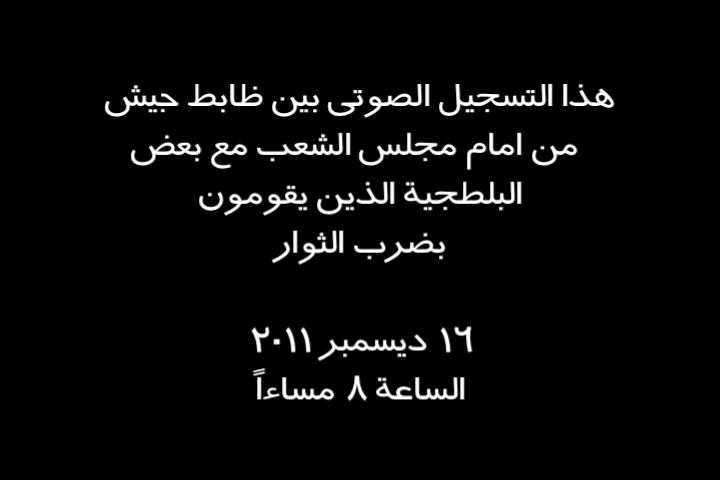 هذا التسجيل الصوتى بين ظابط جيش
من امام مجلس الشعب مع بعض
البلطجية الذين يقومون
بضرب الثوار
١٦ ديسمبر ٢٠١١
الساعة ٨ مساءاً